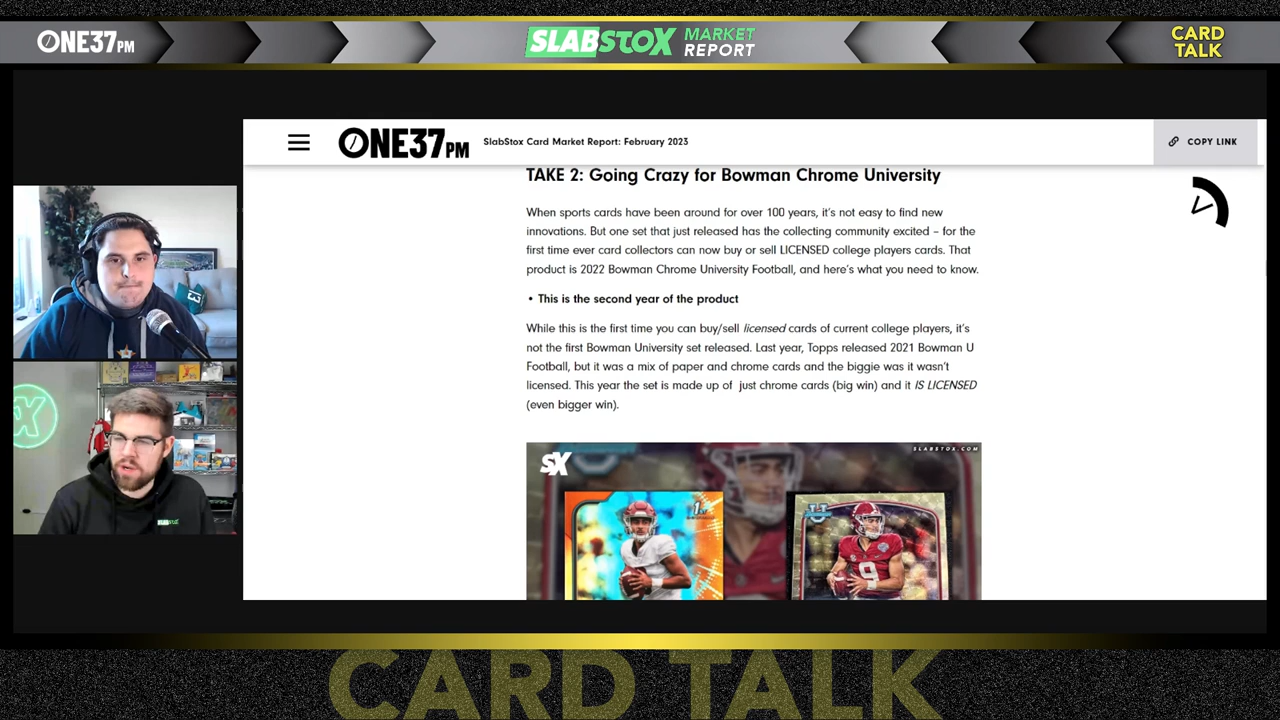 ONE37PM
SLABSTOX MARKET REPORT
CARD TALK
ONE37PM
SlabStox Card Market Report: February 2023
COPY LINK
TAKE 2: Going Crazy for Bowman Chrome University
When sports cards have been around for over 100 years, it's not easy to find new
innovations. But one set that just released has the collecting community excited – for the
first time ever card collectors can now buy or sell LICENSED college players cards. That
product is 2022 Bowman Chrome University Football, and here's what you need to know.
• This is the second year of the product
While this is the first time you can buy/sell licensed cards of current college players, it's
not the first Bowman University set released. Last year, Topps released 2021 Bowman U
Football, but it was a mix of paper and chrome cards and the biggie was it wasn't
licensed. This year the set is made up of just chrome cards (big win) and it IS LICENSED
(even bigger win).
SX
SLABSTOX.COM
1st
U
9
SX
13
SLABSTOX
CARD TALK